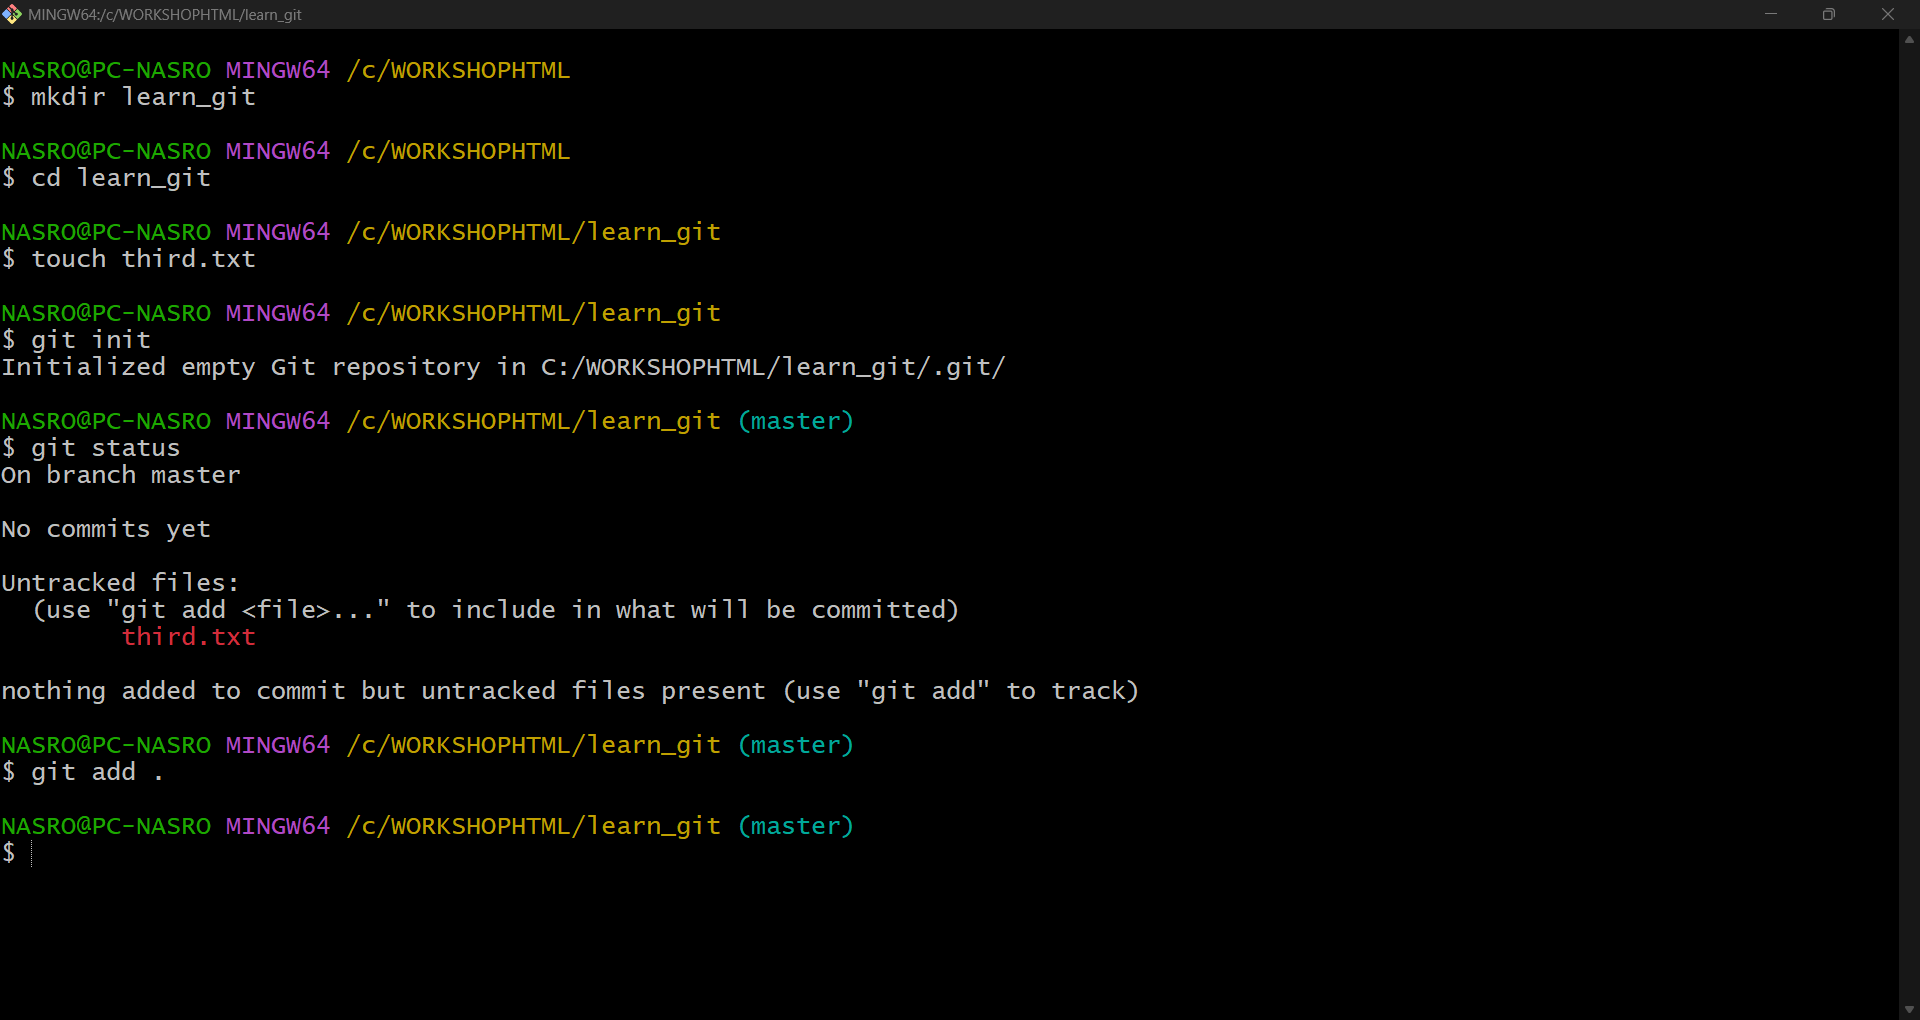 MINGW64:/c/WORKSHOPHTML/learn_git
NASRO@PC-NASRO MINGW64 /c/WORKSHOPHTML
$ mkdir learn_git
NASRO@PC-NASRO MINGW64 /c/WORKSHOPHTML
$ cd learn_git
NASRO@PC-NASRO MINGW64 /c/WORKSHOPHTML/learn_git
$ touch third.txt
NASRO@PC-NASRO MINGW64 /c/WORKSHOPHTML/learn_git
$ git init
Initialized empty Git repository in C:/WORKSHOPHTML/learn_git/.git/
NASRO@PC-NASRO MINGW64 /c/WORKSHOPHTML/learn_git (master)
$ git status
On branch master
No commits yet
Untracked files:
  (use "git add <file>..." to include in what will be committed)
        third.txt
nothing added to commit but untracked files present (use "git add" to track)
NASRO@PC-NASRO MINGW64 /c/WORKSHOPHTML/learn_git (master)
$ git add .
NASRO@PC-NASRO MINGW64 /c/WORKSHOPHTML/learn_git (master)
$